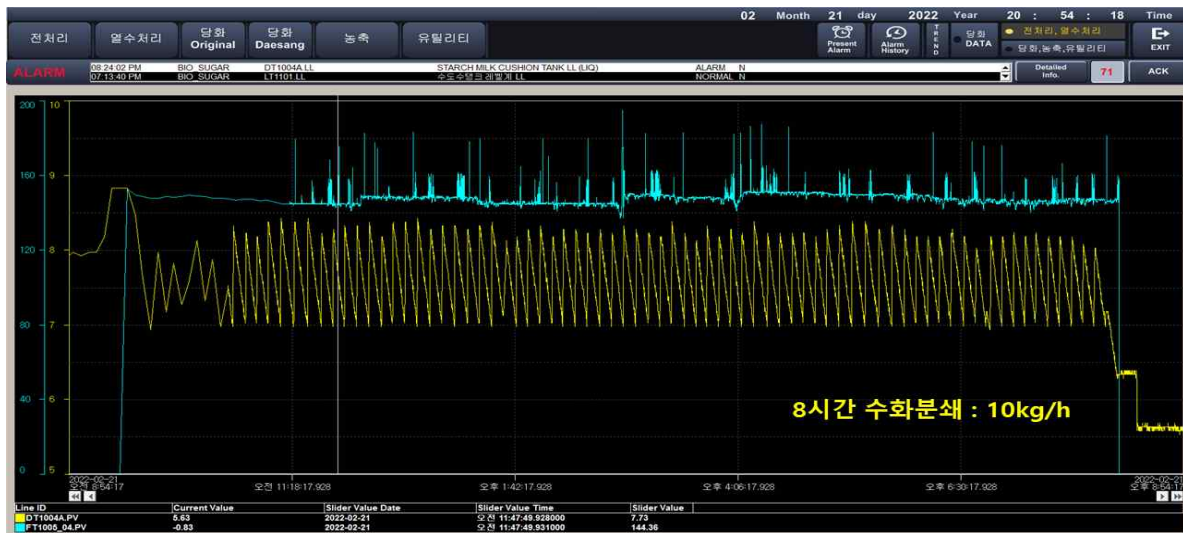 02 Month 21 day 2022 Year 20 : 54 : 18 Time
전처리 열수처리 당화 Original 당화 Daesang 농축 유틸리티 Present Alarm Alarm History TREND 당화 DATA 전처리, 열수처리 당화,농축,유틸리티 EXIT
ALARM 08:24:02 PM BIO_SUGAR DT1004A.LL STARCH MILK CUSHION TANK LL (LIQ) ALARM N
07:13:40 PM BIO_SUGAR LT1101.LL 수도수탱크 레벨계 LL NORMAL N
Detailed Info. 71 ACK
200 10
160 9
120 8
80 7
40 6
0 5
8시간 수화분쇄 : 10kg/h
2022-02-21 오전 8:54:17 오전 11:18:17.928 오후 1:42:17.928 오후 4:06:17.928 오후 6:30:17.928 2022-02-21 오후 8:54:17
Line ID Current Value Slider Value Date Slider Value Time Slider Value
DT1004A.PV 5.63 2022-02-21 오전 11:47:49.928000 7.73
FT1005_04.PV -0.83 2022-02-21 오전 11:47:49.931000 144.36